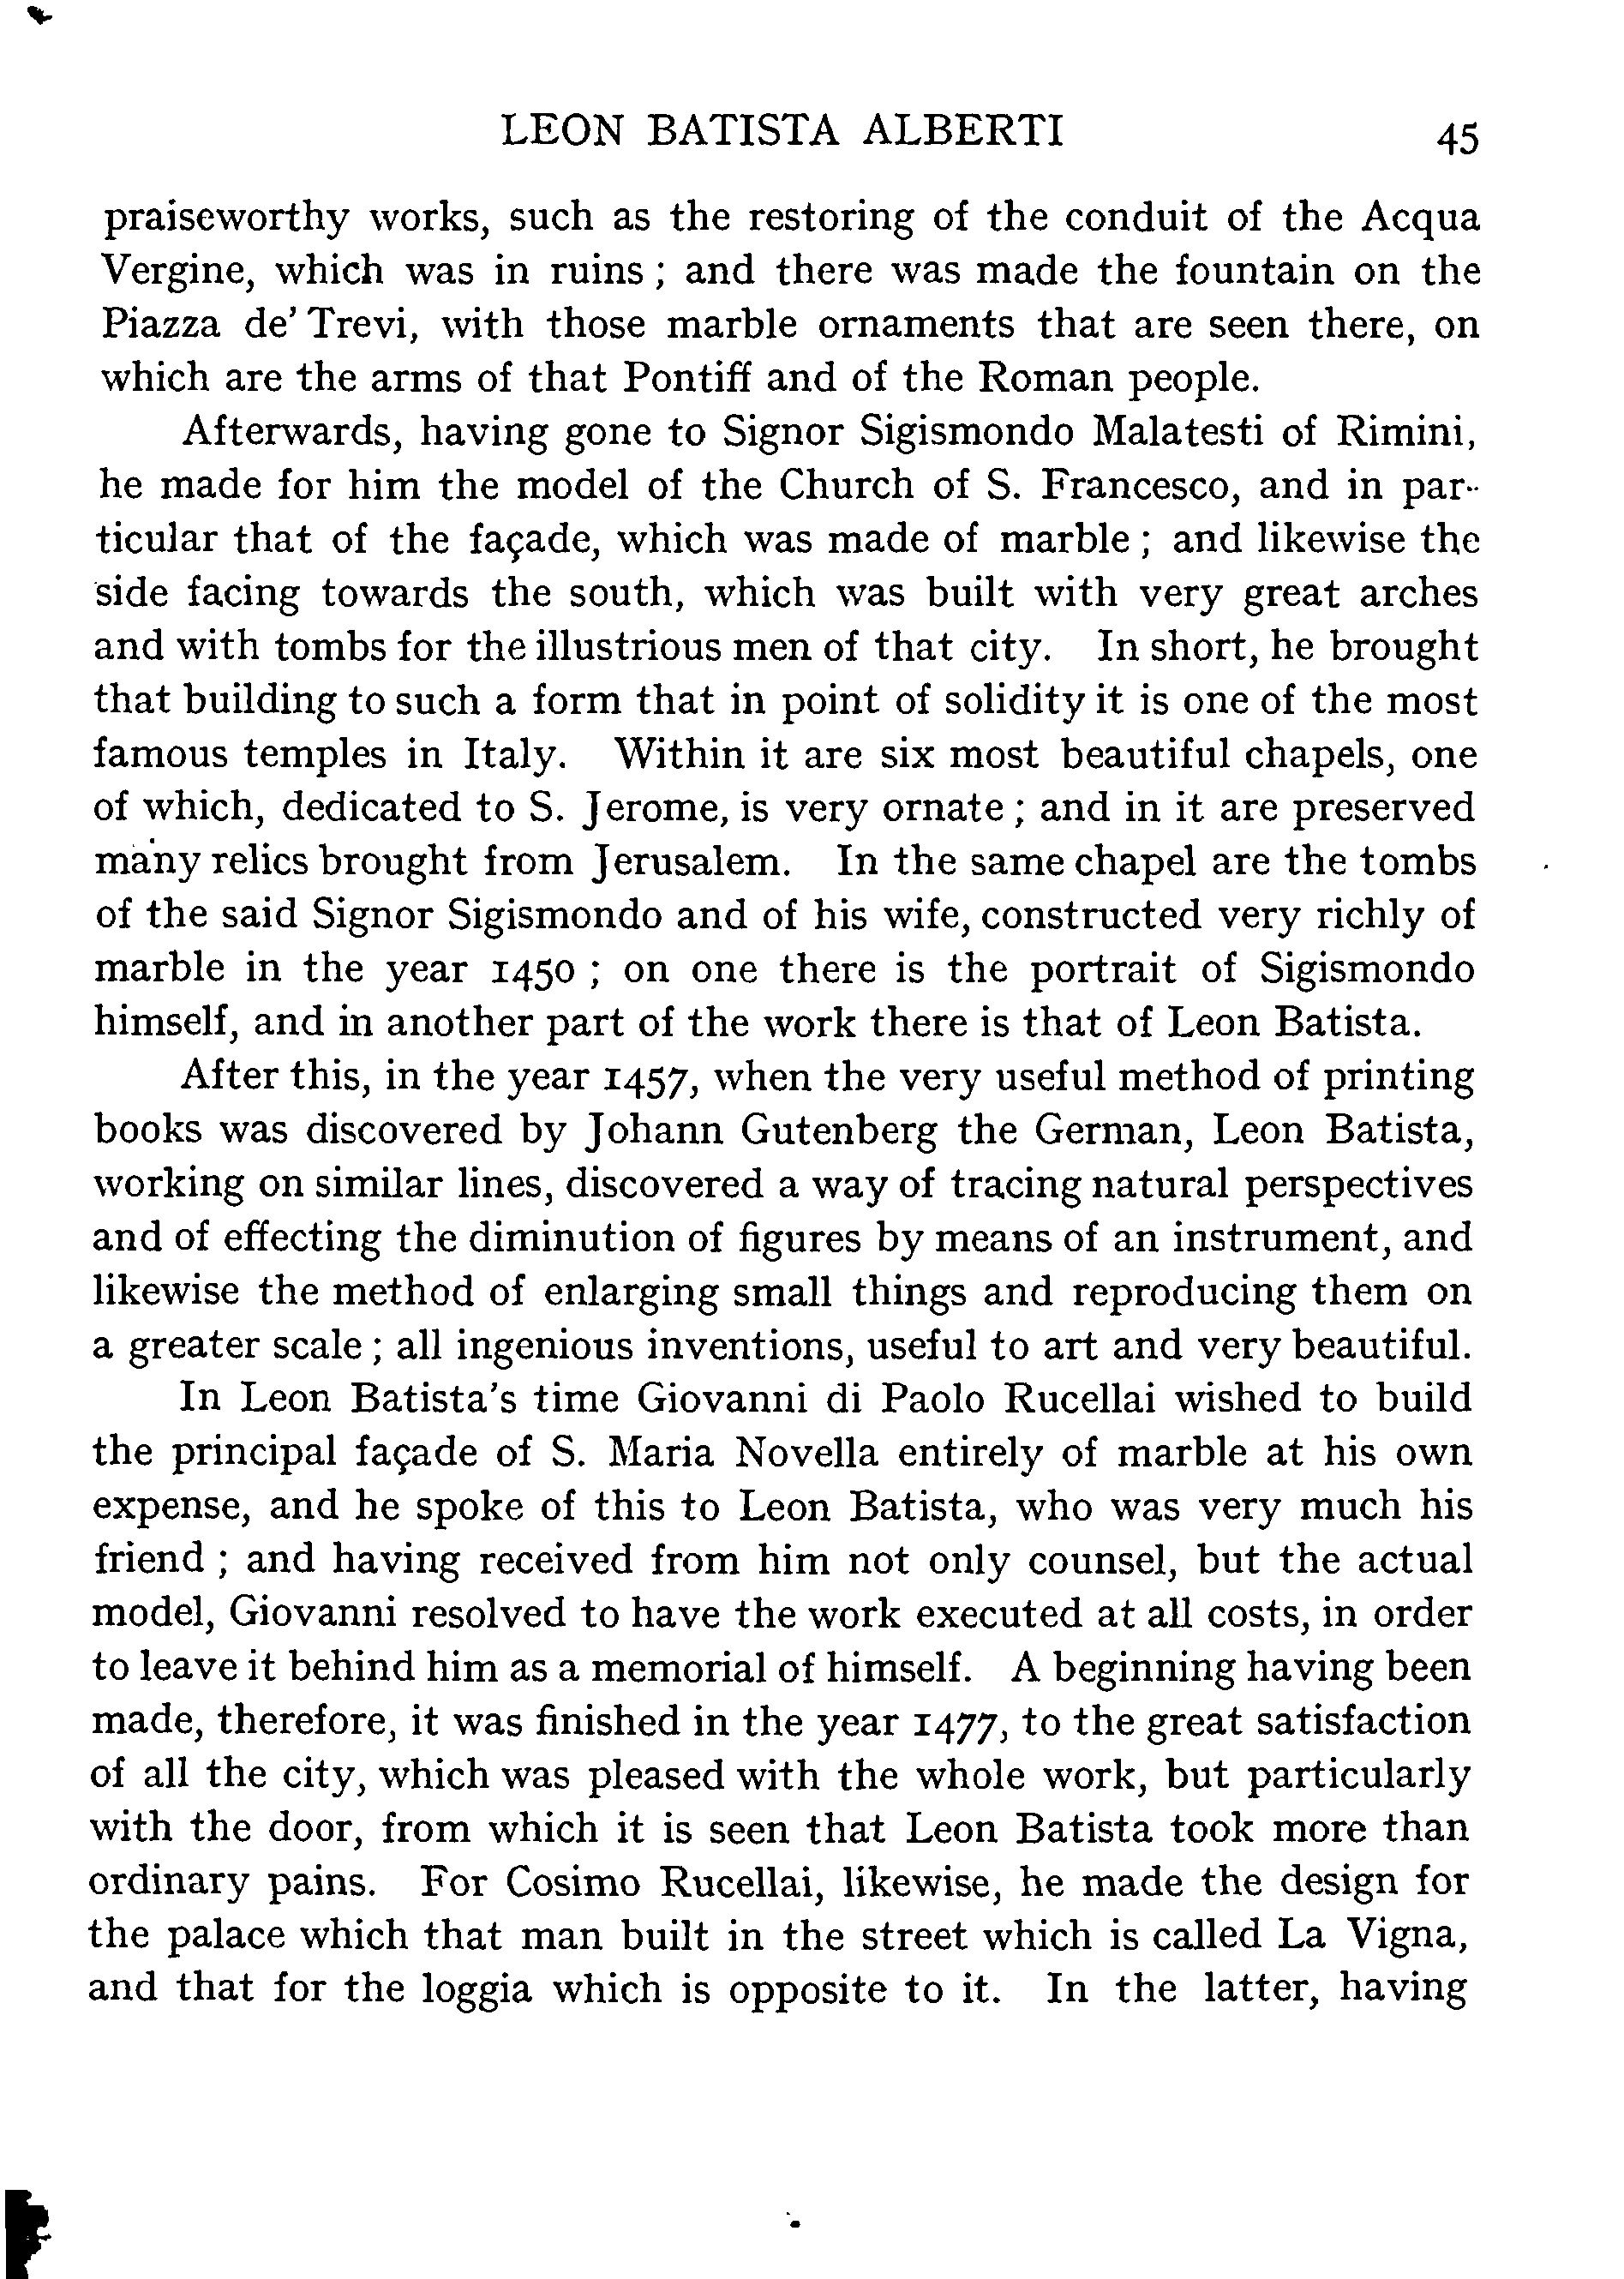 LEON BATISTA ALBERTI 45
praiseworthy works, such as the restoring of the conduit of the Acqua
Vergine, which was in ruins ; and there was made the fountain on the
Piazza de' Trevi, with those marble ornaments that are seen there, on
which are the arms of that Pontiff and of the Roman people.
Afterwards, having gone to Signor Sigismondo Malatesti of Rimini,
he made for him the model of the Church of S. Francesco, and in par-
ticular that of the façade, which was made of marble ; and likewise the
side facing towards the south, which was built with very great arches
and with tombs for the illustrious men of that city. In short, he brought
that building to such a form that in point of solidity it is one of the most
famous temples in Italy. Within it are six most beautiful chapels, one
of which, dedicated to S. Jerome, is very ornate ; and in it are preserved
many relics brought from Jerusalem. In the same chapel are the tombs
of the said Signor Sigismondo and of his wife, constructed very richly of
marble in the year 1450 ; on one there is the portrait of Sigismondo
himself, and in another part of the work there is that of Leon Batista.
After this, in the year 1457, when the very useful method of printing
books was discovered by Johann Gutenberg the German, Leon Batista,
working on similar lines, discovered a way of tracing natural perspectives
and of effecting the diminution of figures by means of an instrument, and
likewise the method of enlarging small things and reproducing them on
a greater scale ; all ingenious inventions, useful to art and very beautiful.
In Leon Batista's time Giovanni di Paolo Rucellai wished to build
the principal façade of S. Maria Novella entirely of marble at his own
expense, and he spoke of this to Leon Batista, who was very much his
friend ; and having received from him not only counsel, but the actual
model, Giovanni resolved to have the work executed at all costs, in order
to leave it behind him as a memorial of himself. A beginning having been
made, therefore, it was finished in the year 1477, to the great satisfaction
of all the city, which was pleased with the whole work, but particularly
with the door, from which it is seen that Leon Batista took more than
ordinary pains. For Cosimo Rucellai, likewise, he made the design for
the palace which that man built in the street which is called La Vigna,
and that for the loggia which is opposite to it. In the latter, having